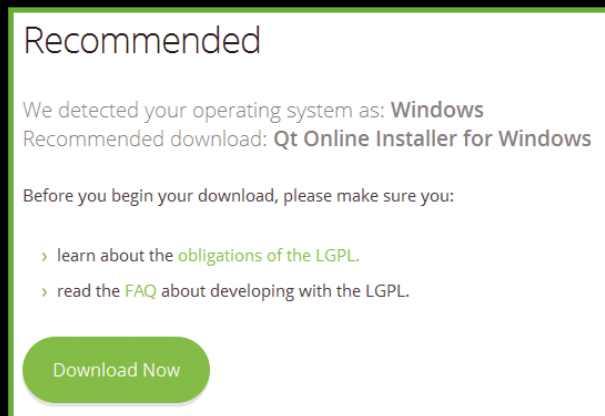 Recommended
We detected your operating system as: Windows
Recommended download: Qt Online Installer for Windows
Before you begin your download, please make sure you:
› learn about the obligations of the LGPL.
› read the FAQ about developing with the LGPL.
Download Now